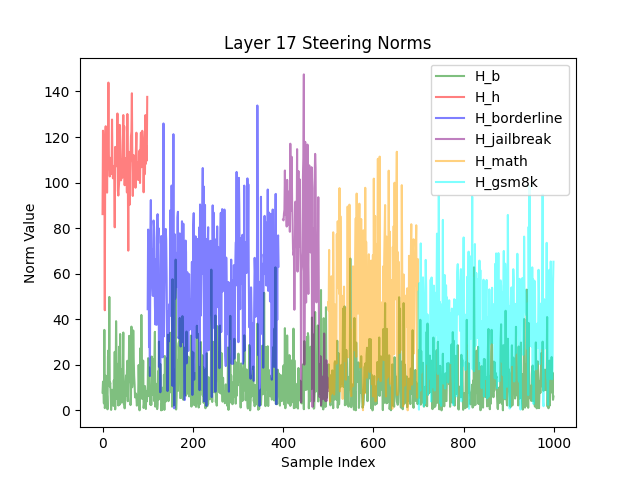 Layer 17 Steering Norms
H_b
H_h
H_borderline
H_jailbreak
H_math
H_gsm8k
Norm Value
140
120
100
80
60
40
20
0
0 200 400 600 800 1000
Sample Index